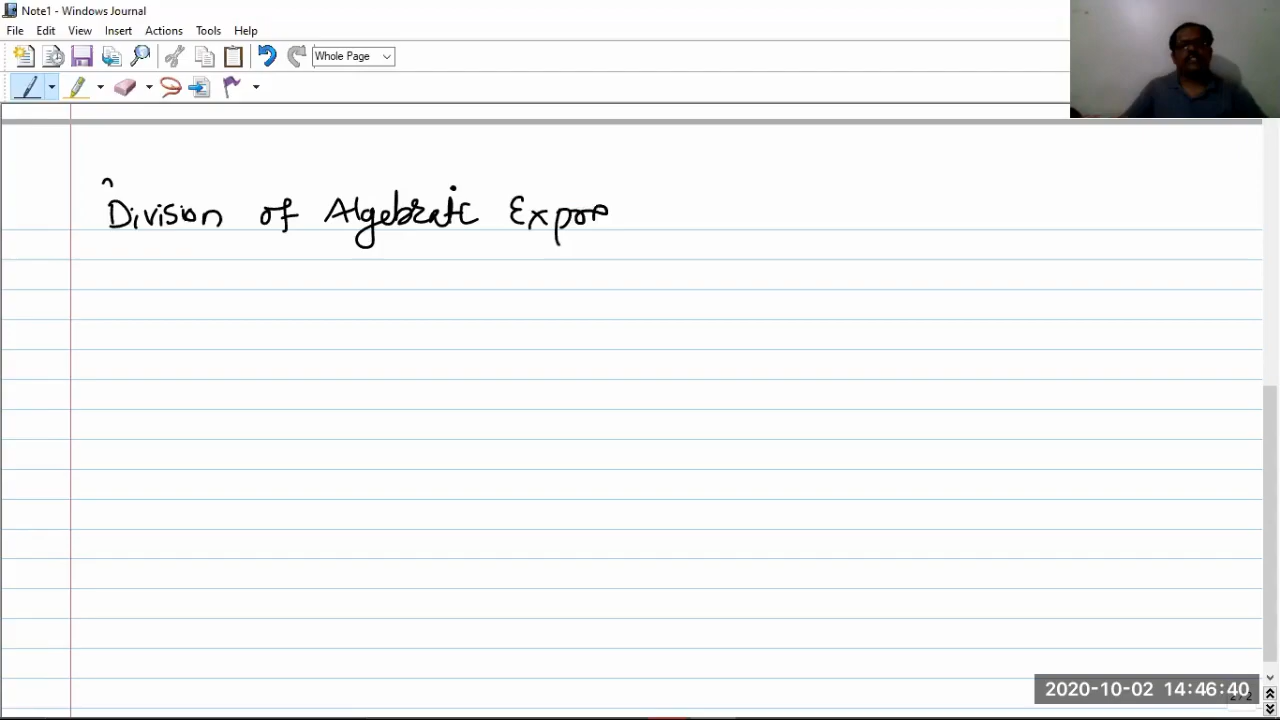 Note1 - Windows Journal
File Edit View Insert Actions Tools Help
Whole Page
Division of Algebraic Expres
2020-10-02 14:46:40